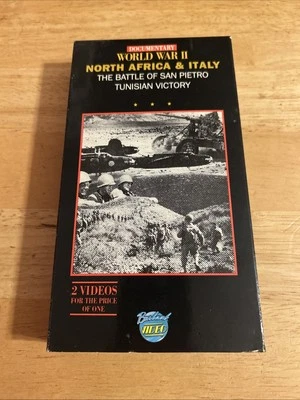 DOCUMENTARY
WORLD WAR II
NORTH AFRICA & ITALY
THE BATTLE OF SAN PIETRO
TUNISIAN VICTORY
2 VIDEOS
FOR THE PRICE
OF ONE
VIDEO